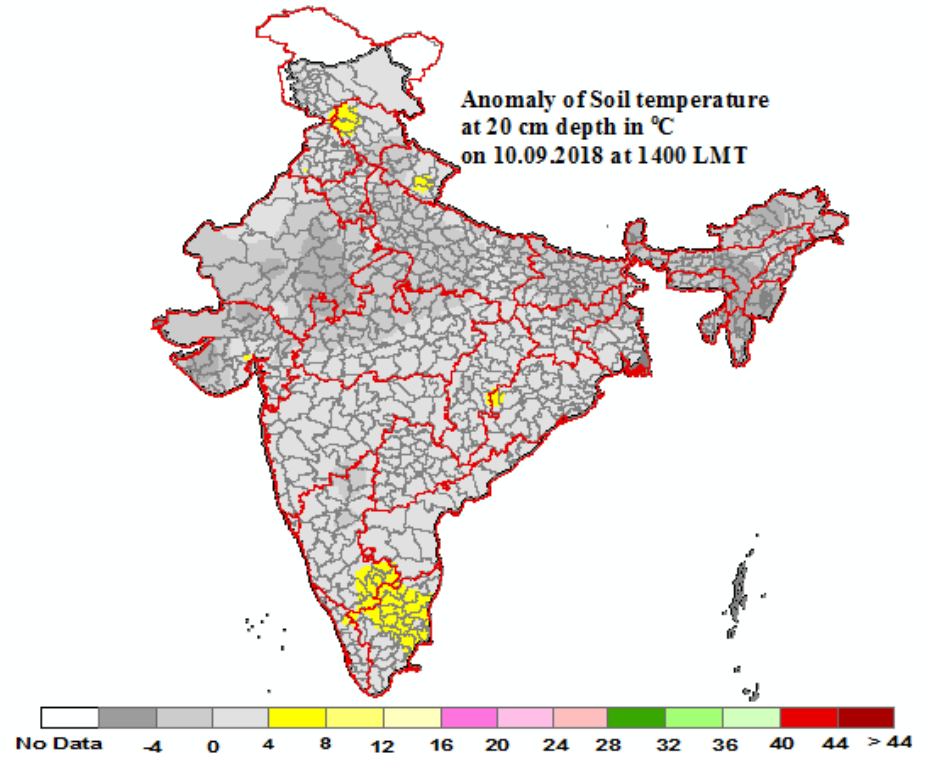 Anomaly of Soil temperature
at 20 cm depth in °C
on 10.09.2018 at 1400 LMT
No Data -4 0 4 8 12 16 20 24 28 32 36 40 44 > 44